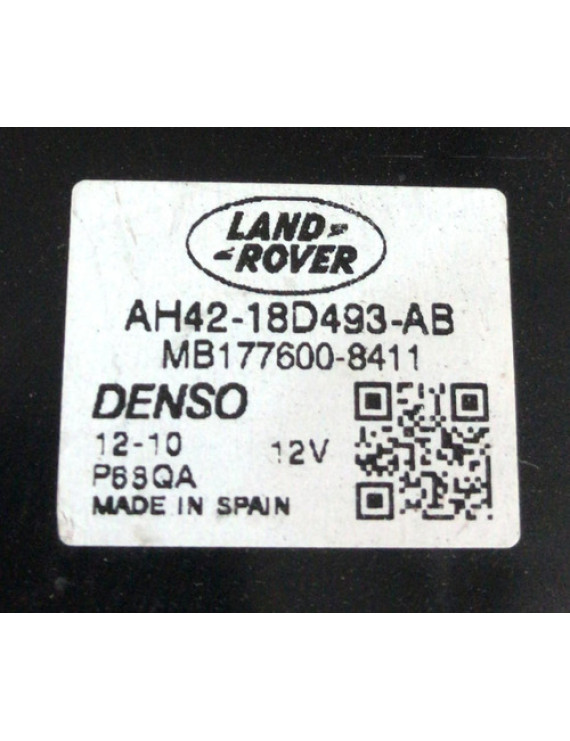 LAND
ROVER
AH42-18D493-AB
MB177600-8411
DENSO
12-10
12V
P68QA
MADE IN SPAIN